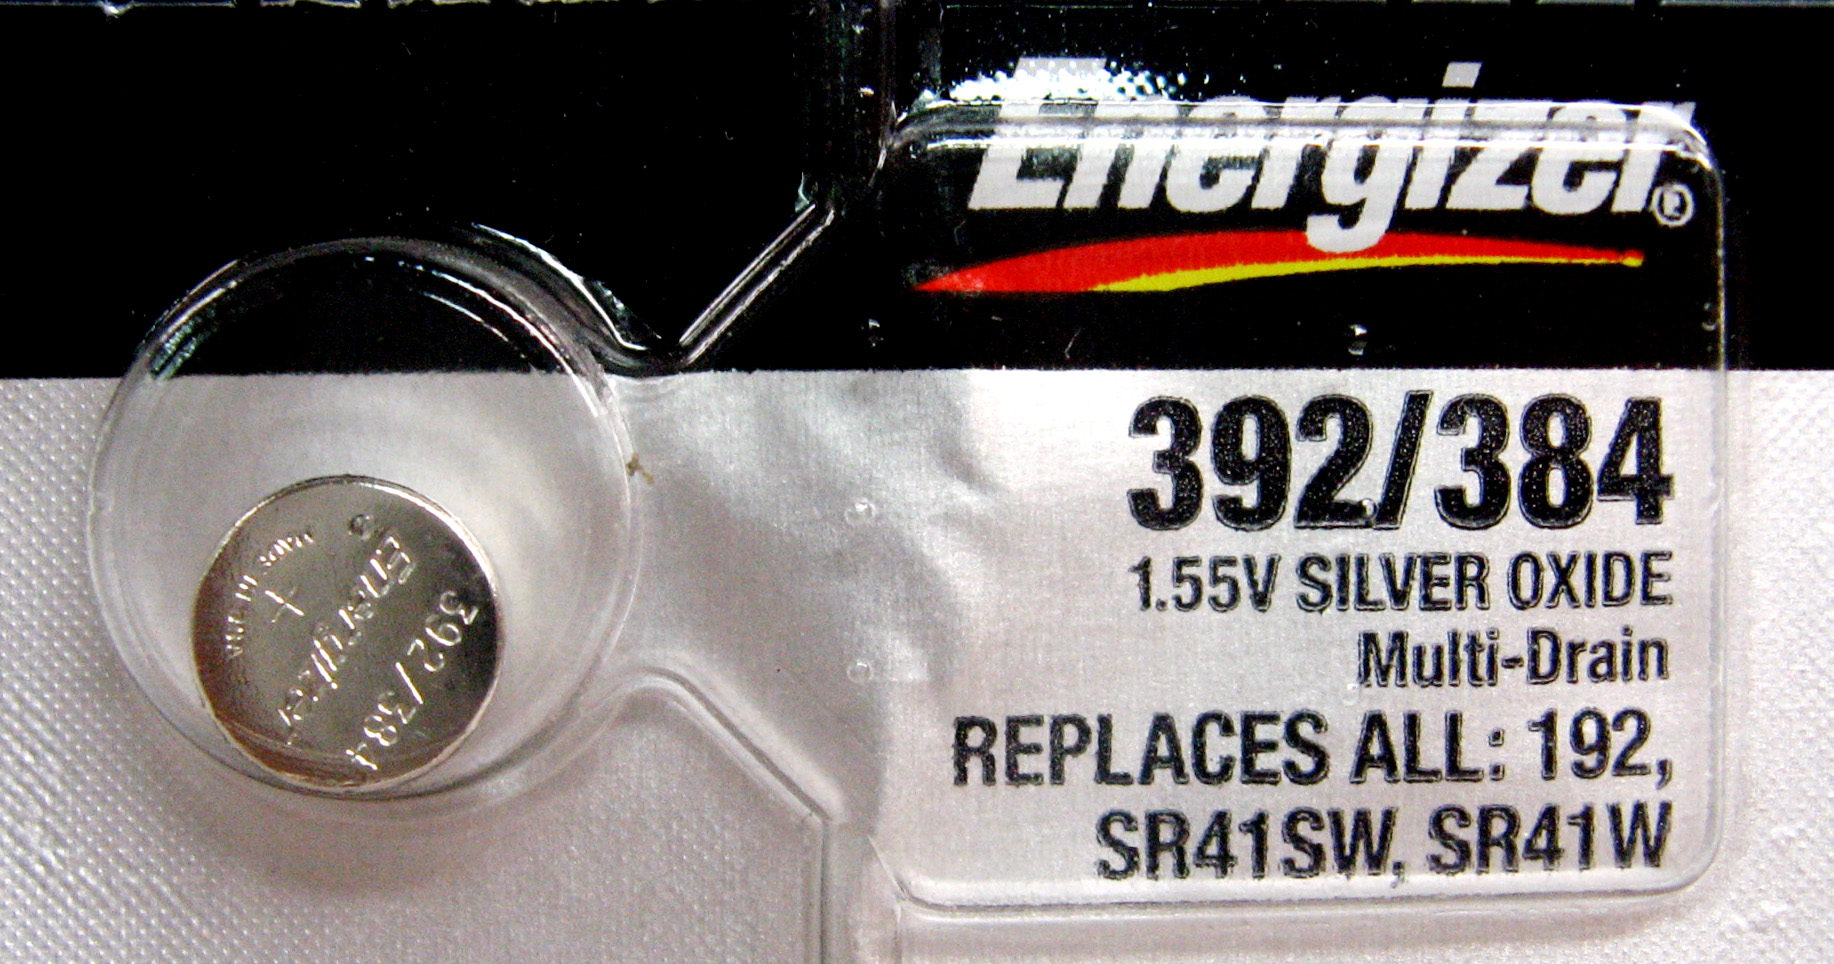 Energizer®
392/384
1.55V SILVER OXIDE
Multi-Drain
REPLACES ALL: 192,
SR41SW, SR41W
392/384
Energizer
+